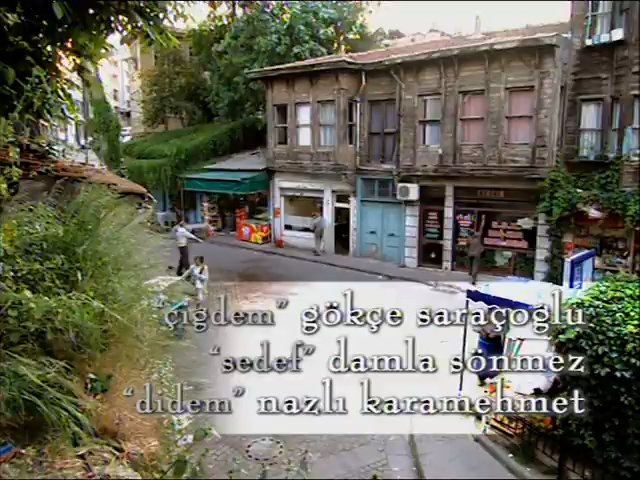 "çiğdem" gökçe saraçoğlu
"sedef" damla sönmez
"didem" nazlı karamehmet